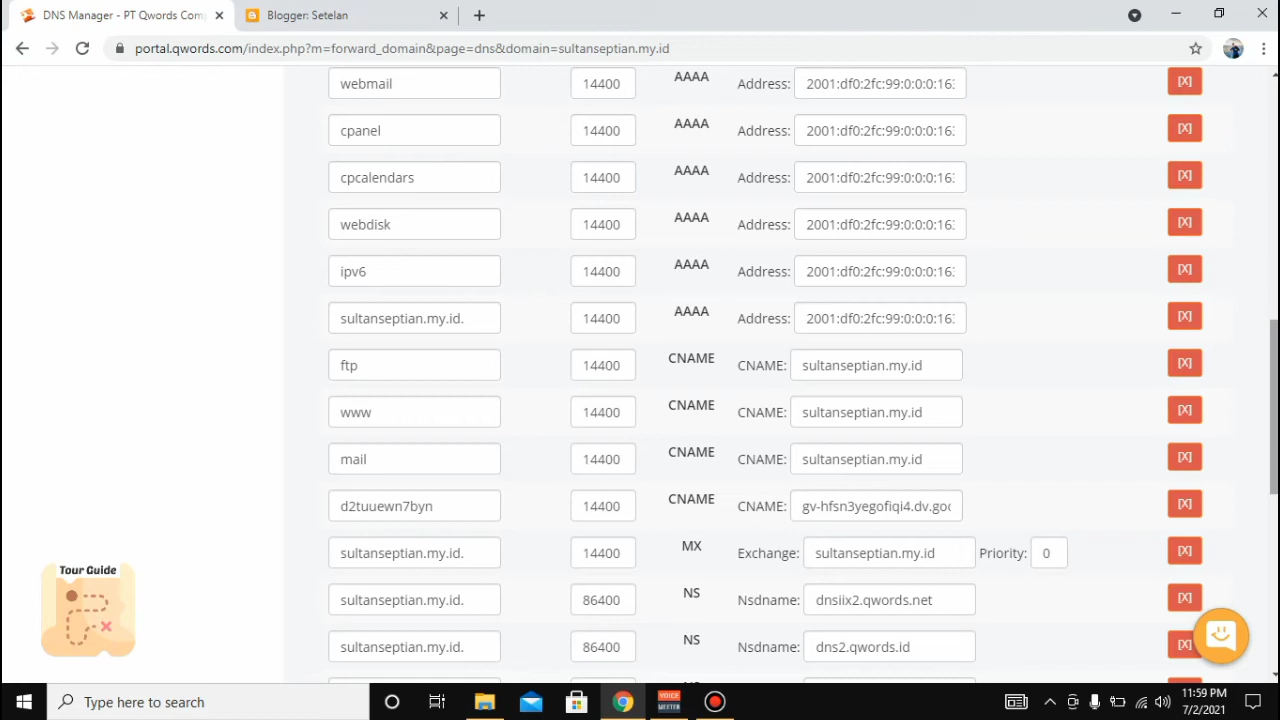 DNS Manager - PT Qwords Comp
Blogger: Setelan
portal.qwords.com/index.php?m=forward_domain&page=dns&domain=sultanseptian.my.id
webmail 14400 AAAA Address: 2001:df0:2fc:99:0:0:0:16 [X]
cpanel 14400 AAAA Address: 2001:df0:2fc:99:0:0:0:16 [X]
cpcalendars 14400 AAAA Address: 2001:df0:2fc:99:0:0:0:16 [X]
webdisk 14400 AAAA Address: 2001:df0:2fc:99:0:0:0:16 [X]
ipv6 14400 AAAA Address: 2001:df0:2fc:99:0:0:0:16 [X]
sultanseptian.my.id. 14400 AAAA Address: 2001:df0:2fc:99:0:0:0:16 [X]
ftp 14400 CNAME CNAME: sultanseptian.my.id [X]
www 14400 CNAME CNAME: sultanseptian.my.id [X]
mail 14400 CNAME CNAME: sultanseptian.my.id [X]
d2tuuewn7byn 14400 CNAME CNAME: gv-hfsn3yegofiqi4.dv.goo [X]
sultanseptian.my.id. 14400 MX Exchange: sultanseptian.my.id Priority: 0 [X]
sultanseptian.my.id. 86400 NS Nsdname: dnsiix2.qwords.net [X]
sultanseptian.my.id. 86400 NS Nsdname: dns2.qwords.id [X]
Tour Guide
Type here to search
VOICE
MEETER
11:59 PM
7/2/2021